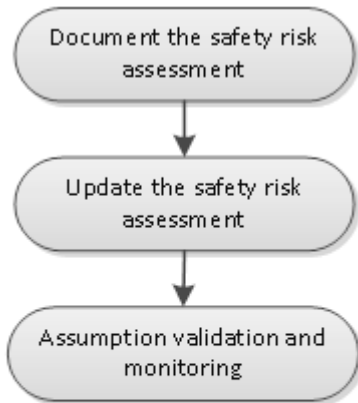 Document the safety risk
assessment
Update the safety risk
assessment
Assumption validation and
monitoring